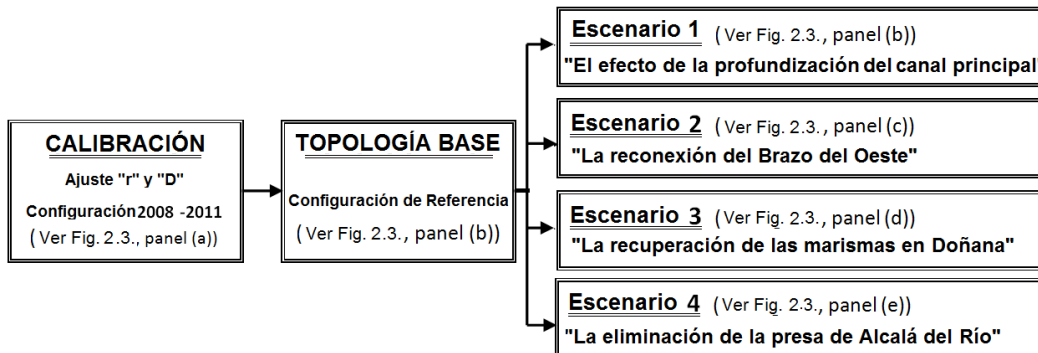 CALIBRACIÓN
Ajuste "r" y "D"
Configuración 2008 -2011
( Ver Fig. 2.3., panel (a))
TOPOLOGÍA BASE
Configuración de Referencia
( Ver Fig. 2.3., panel (b))
Escenario 1 ( Ver Fig. 2.3., panel (b))
"El efecto de la profundización del canal principal"
Escenario 2 (Ver Fig. 2.3., panel (c))
"La reconexión del Brazo del Oeste"
Escenario 3 (Ver Fig. 2.3., panel (d))
"La recuperación de las marismas en Doñana"
Escenario 4 (Ver Fig. 2.3., panel (e))
"La eliminación de la presa de Alcalá del Río"